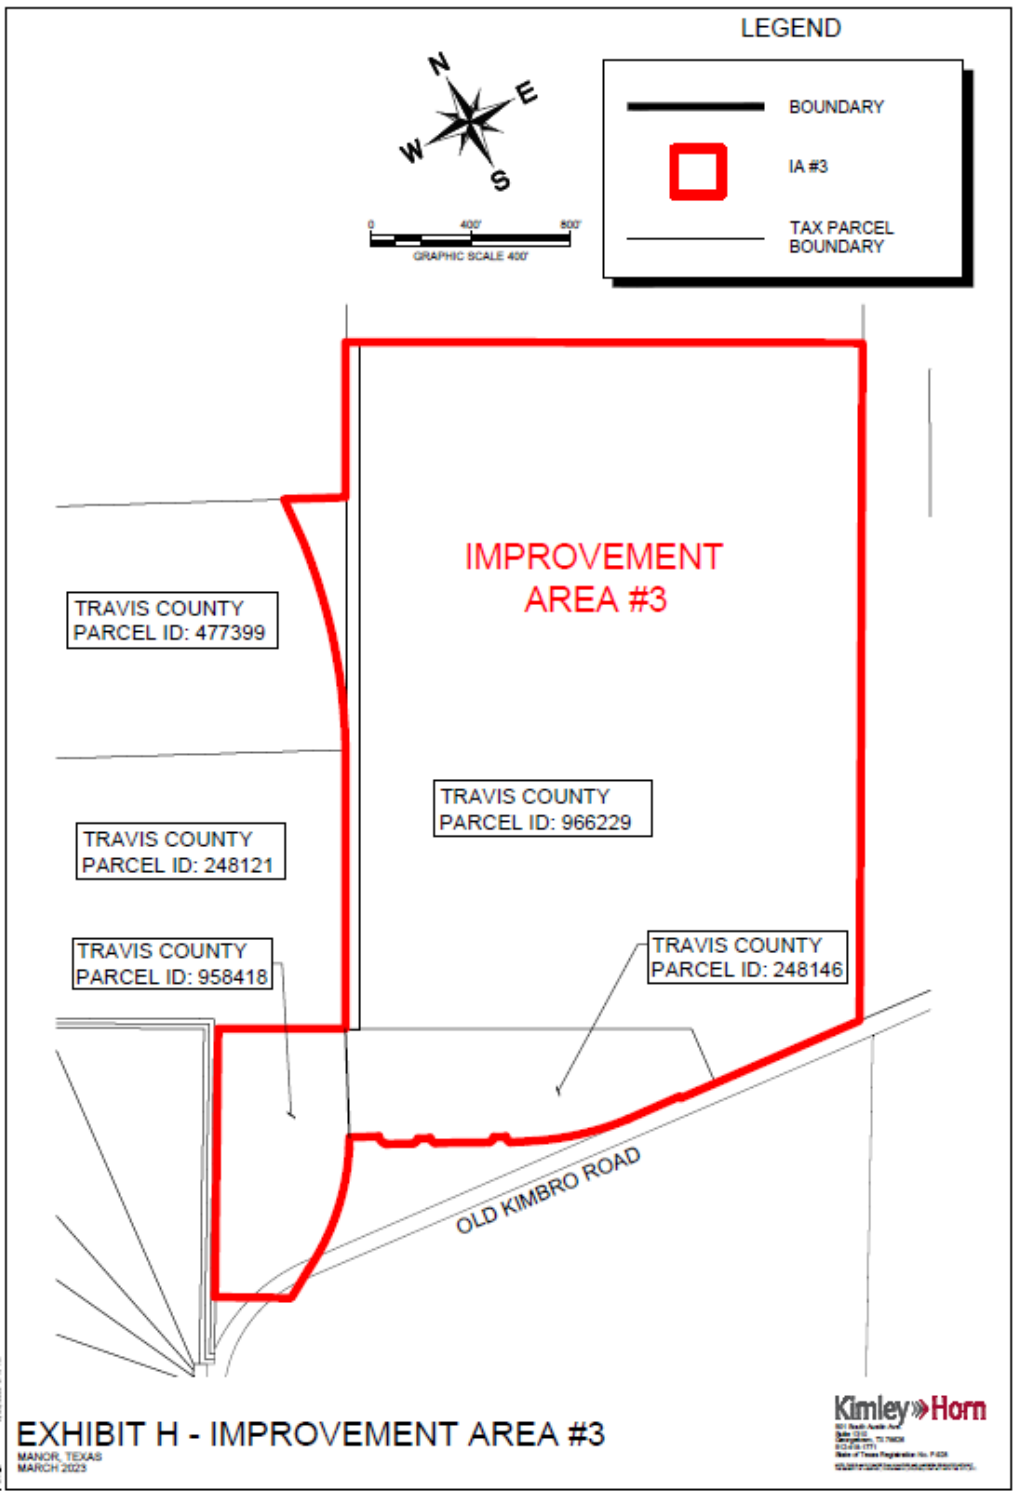 LEGEND
N
E
W
S
BOUNDARY
IA #3
TAX PARCEL
BOUNDARY
0 400' 800'
GRAPHIC SCALE 400'
IMPROVEMENT
AREA #3
TRAVIS COUNTY
PARCEL ID: 477399
TRAVIS COUNTY
PARCEL ID: 966229
TRAVIS COUNTY
PARCEL ID: 248121
TRAVIS COUNTY
PARCEL ID: 248146
TRAVIS COUNTY
PARCEL ID: 958418
OLD KIMBRO ROAD
EXHIBIT H - IMPROVEMENT AREA #3
MANOR, TEXAS
MARCH 2023
Kimley»Horn